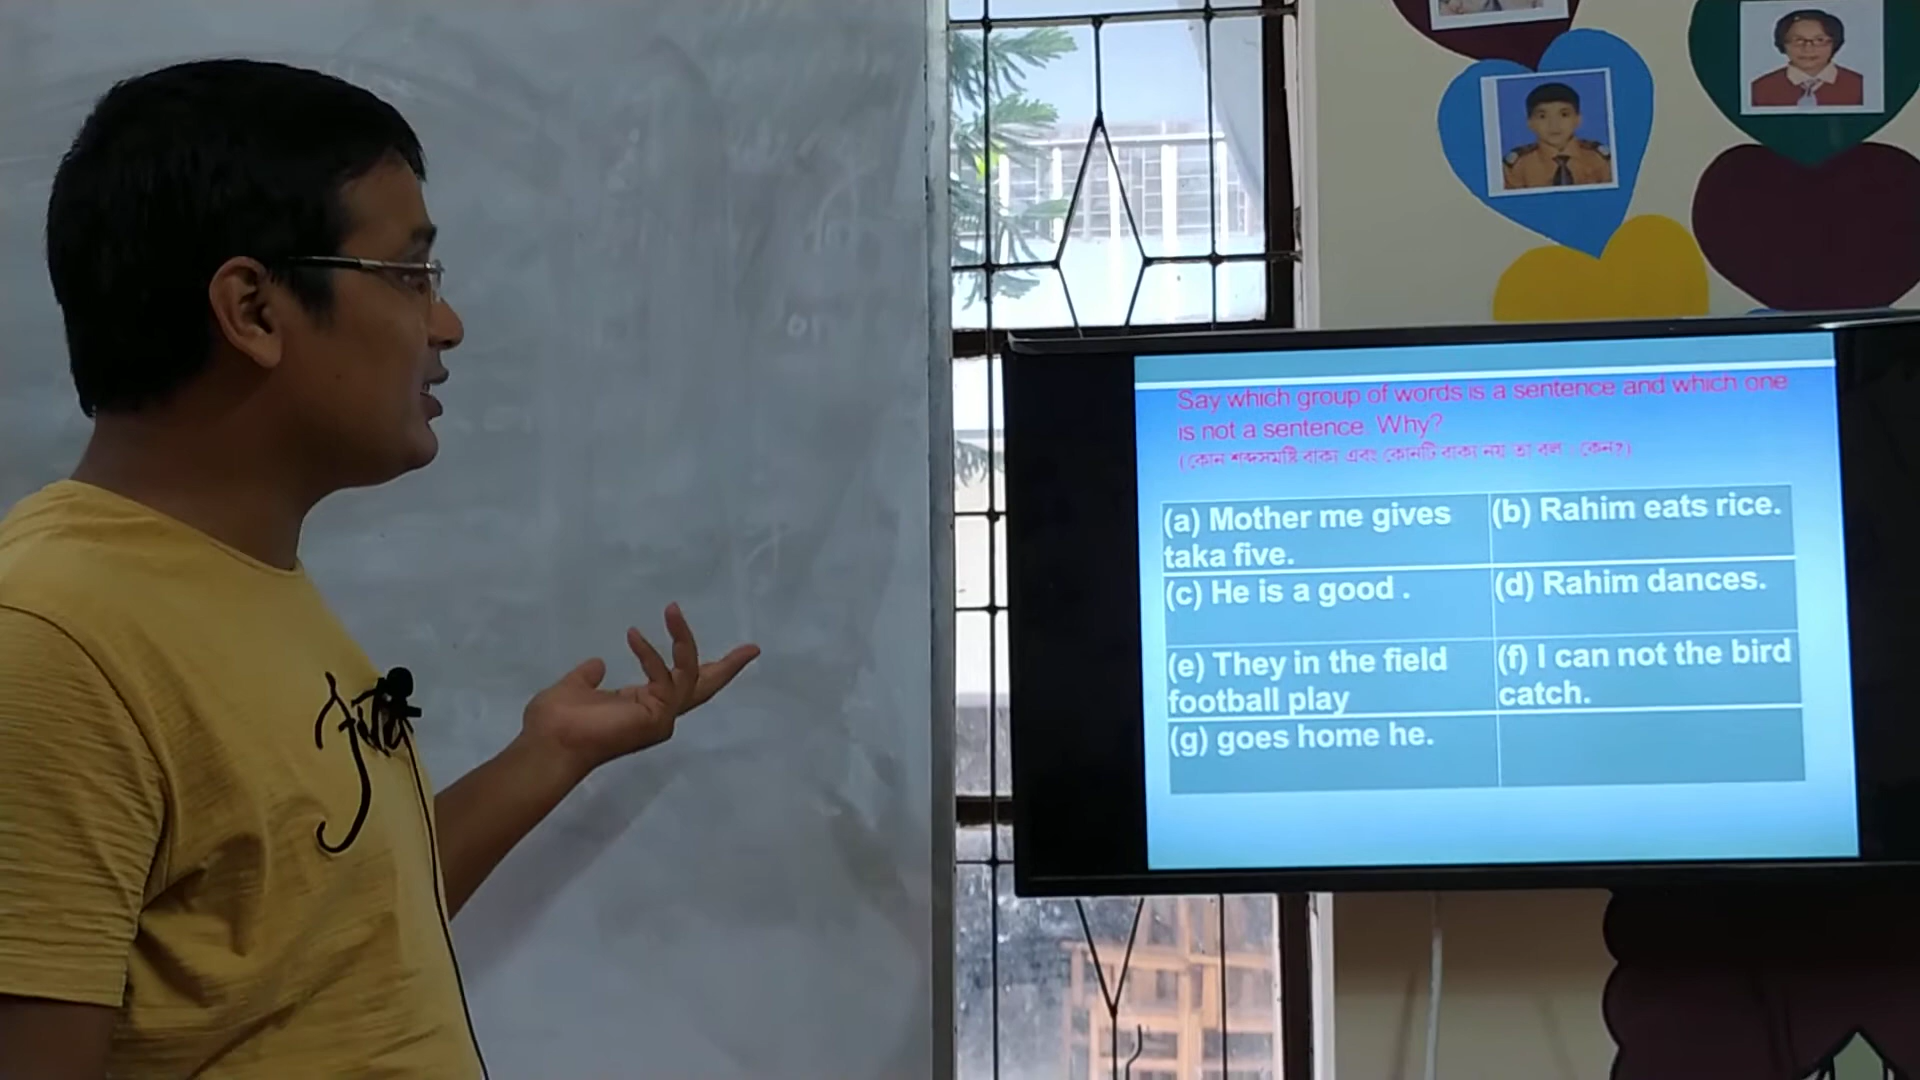 Say which group of words is a sentence and which one
is not a sentence. Why?
(কোন শব্দসমষ্টি বাক্য এবং কোনটি বাক্য নয় তা বল । কেন?)
(a) Mother me gives
taka five.
(b) Rahim eats rice.
(c) He is a good .
(d) Rahim dances.
(e) They in the field
football play
(f) I can not the bird
catch.
(g) goes home he.